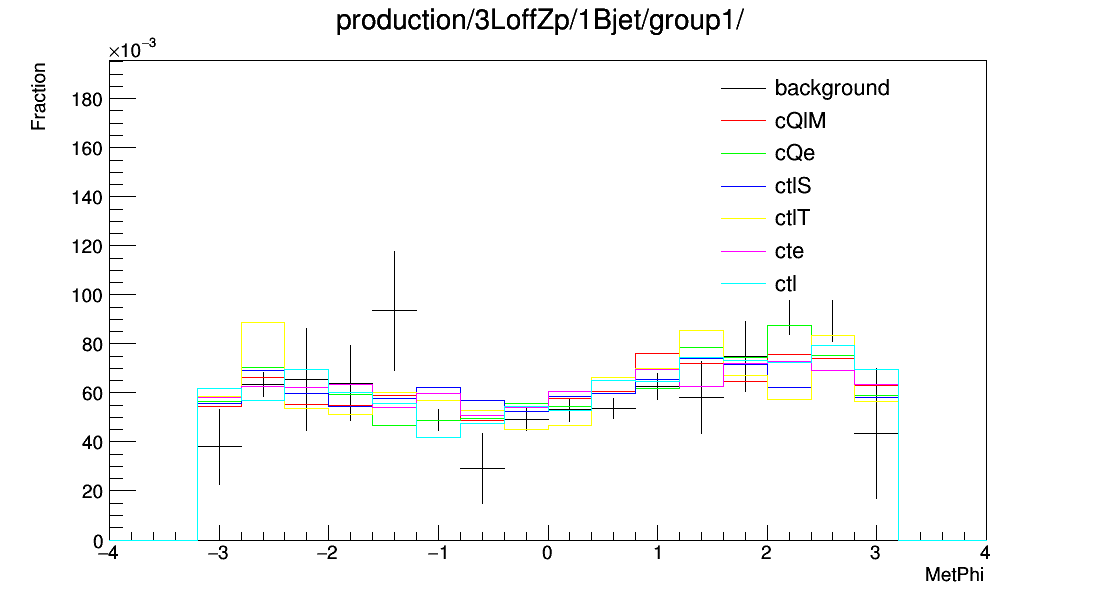 production/3LoffZp/1Bjet/group1/
×10⁻³
Fraction
180
160
140
120
100
80
60
40
20
0
background
cQlM
cQe
ctlS
ctlT
cte
ctl
−4 −3 −2 −1 0 1 2 3 4
MetPhi